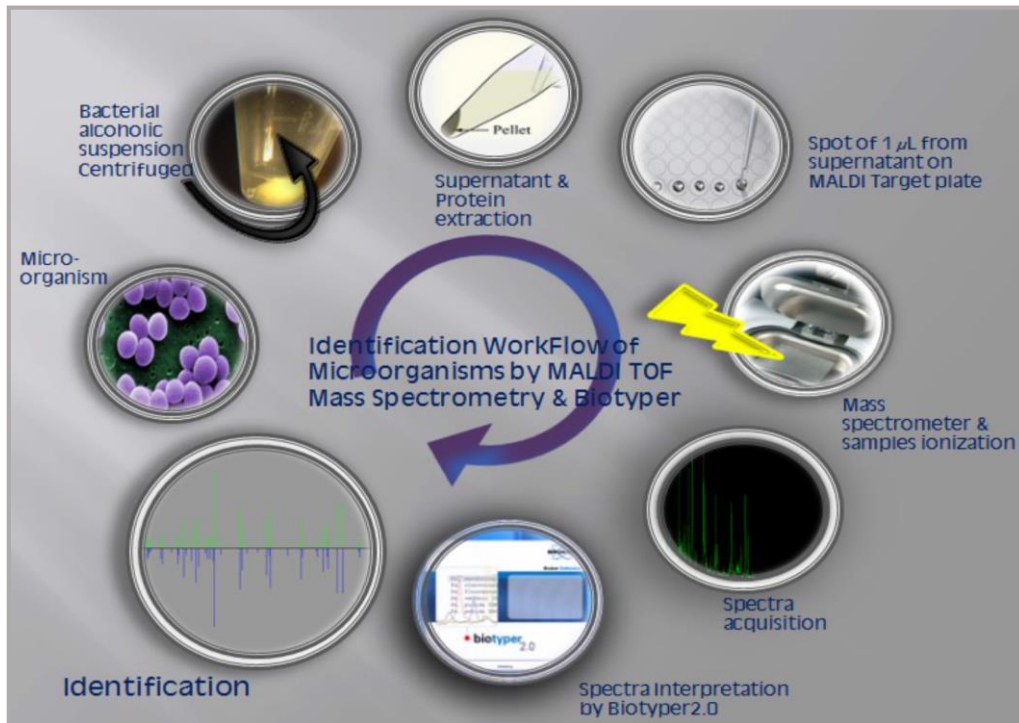 Bacterial
alcoholic
suspension
Centrifuged
Pellet
Supernatant &
Protein
extraction
Spot of 1 µL from
supernatant on
MALDI Target plate
Micro-
organism
Identification WorkFlow of
Microorganisms by MALDI TOF
Mass Spectrometry & Biotyper
Mass
spectrometer &
samples ionization
Spectra
acquisition
biotyper
2.0
Spectra Interpretation
by Biotyper2.0
Identification